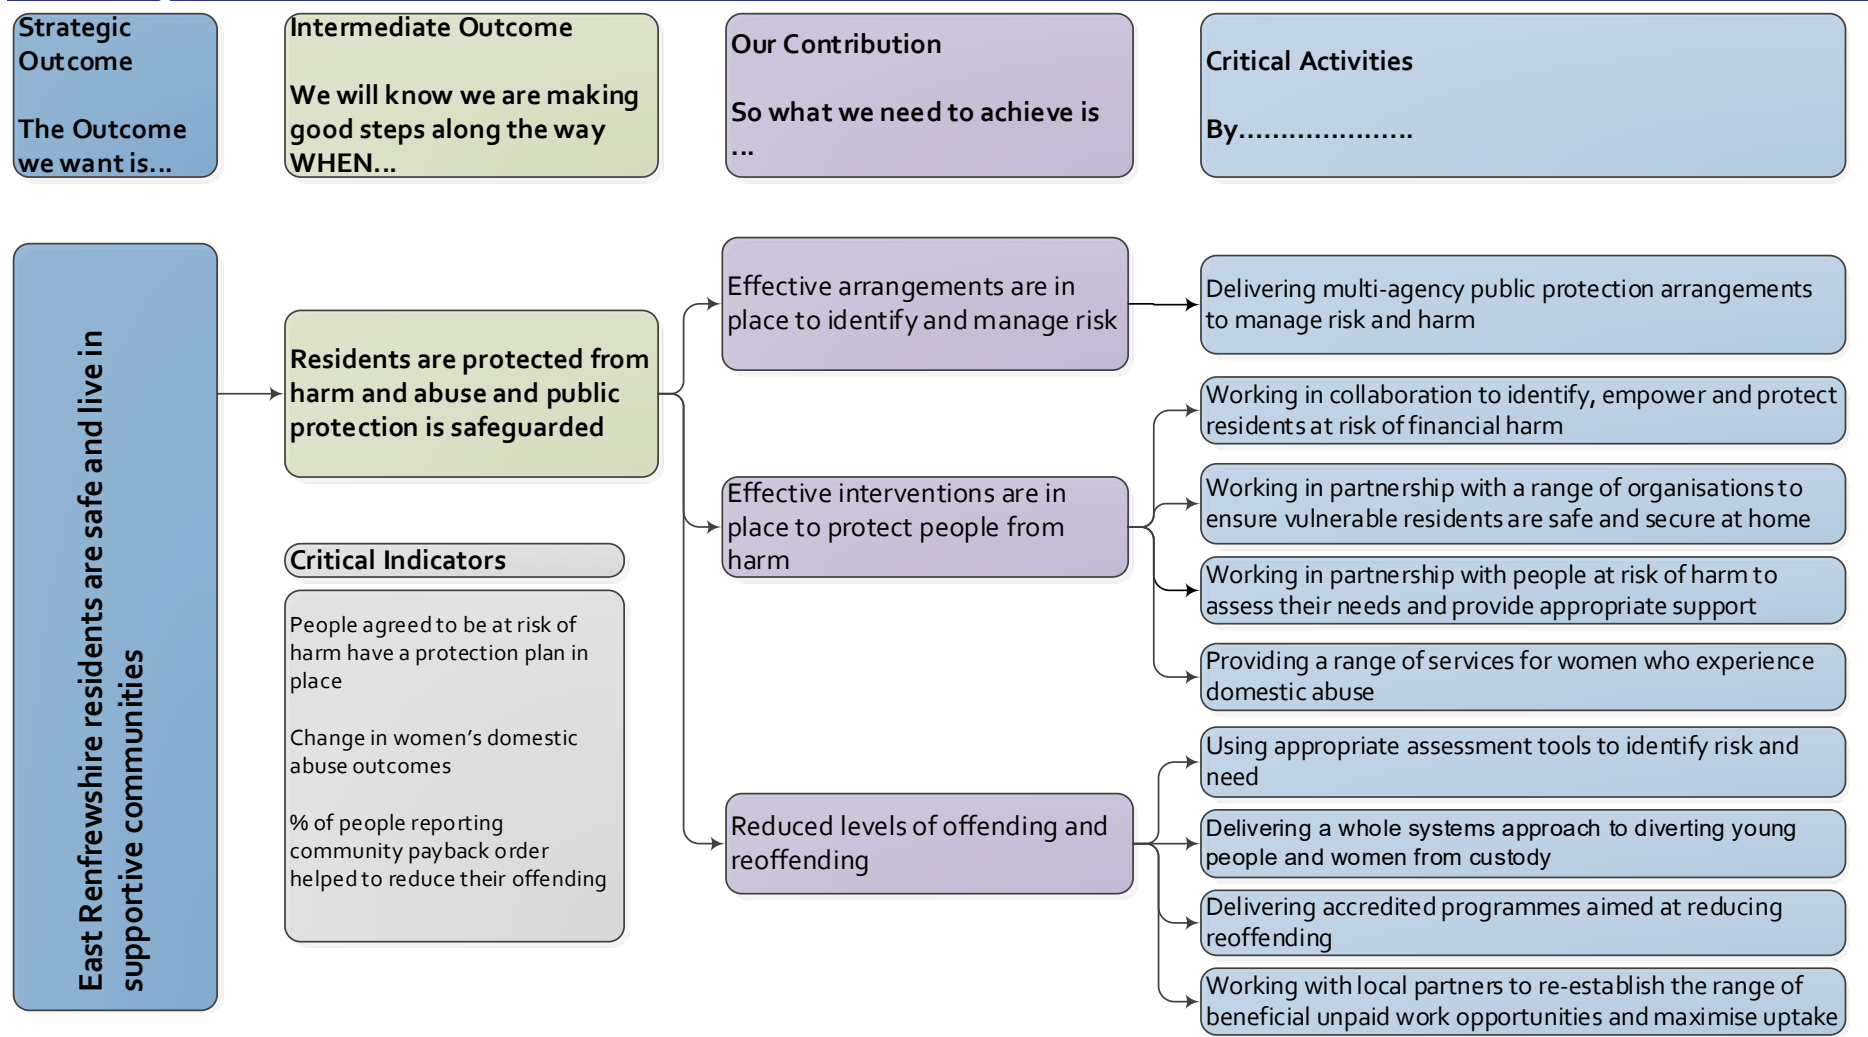 Strategic
Outcome
The Outcome
we want is...
Intermediate Outcome
We will know we are making
good steps along the way
WHEN...
Our Contribution
So what we need to achieve is
...
Critical Activities
By.....................
East Renfrewshire residents are safe and live in
supportive communities
Residents are protected from
harm and abuse and public
protection is safeguarded
Critical Indicators
People agreed to be at risk of
harm have a protection plan in
place
Change in women’s domestic
abuse outcomes
% of people reporting
community payback order
helped to reduce their offending
Effective arrangements are in
place to identify and manage risk
Effective interventions are in
place to protect people from
harm
Reduced levels of offending and
reoffending
Delivering multi-agency public protection arrangements
to manage risk and harm
Working in collaboration to identify, empower and protect
residents at risk of financial harm
Working in partnership with a range of organisations to
ensure vulnerable residents are safe and secure at home
Working in partnership with people at risk of harm to
assess their needs and provide appropriate support
Providing a range of services for women who experience
domestic abuse
Using appropriate assessment tools to identify risk and
need
Delivering a whole systems approach to diverting young
people and women from custody
Delivering accredited programmes aimed at reducing
reoffending
Working with local partners to re-establish the range of
beneficial unpaid work opportunities and maximise uptake